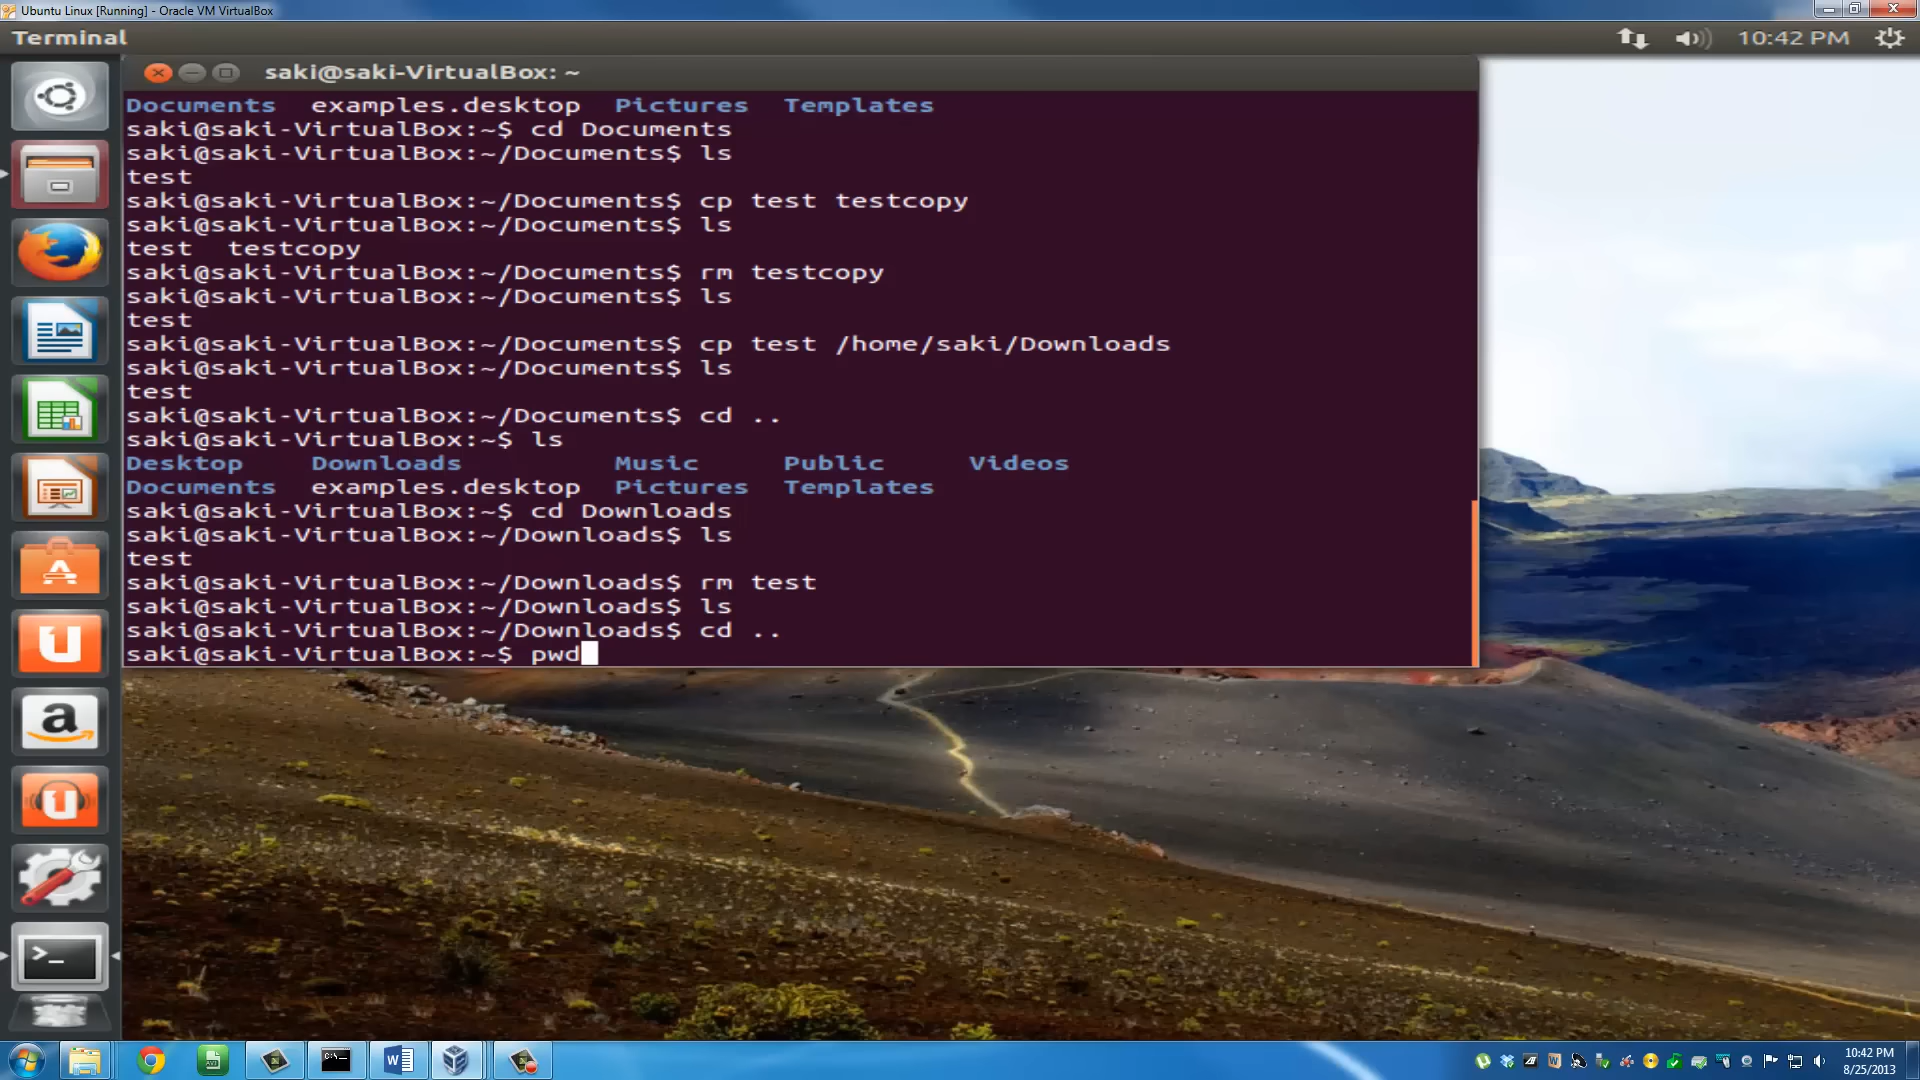 Ubuntu Linux [Running] - Oracle VM VirtualBox
Terminal
10:42 PM
saki@saki-VirtualBox: ~
Documents examples.desktop Pictures Templates
saki@saki-VirtualBox:~$ cd Documents
saki@saki-VirtualBox:~/Documents$ ls
test
saki@saki-VirtualBox:~/Documents$ cp test testcopy
saki@saki-VirtualBox:~/Documents$ ls
test testcopy
saki@saki-VirtualBox:~/Documents$ rm testcopy
saki@saki-VirtualBox:~/Documents$ ls
test
saki@saki-VirtualBox:~/Documents$ cp test /home/saki/Downloads
saki@saki-VirtualBox:~/Documents$ ls
test
saki@saki-VirtualBox:~/Documents$ cd ..
saki@saki-VirtualBox:~$ ls
Desktop Downloads Music Public Videos
Documents examples.desktop Pictures Templates
saki@saki-VirtualBox:~$ cd Downloads
saki@saki-VirtualBox:~/Downloads$ ls
test
saki@saki-VirtualBox:~/Downloads$ rm test
saki@saki-VirtualBox:~/Downloads$ ls
saki@saki-VirtualBox:~/Downloads$ cd ..
saki@saki-VirtualBox:~$ pwd
10:42 PM
8/25/2013